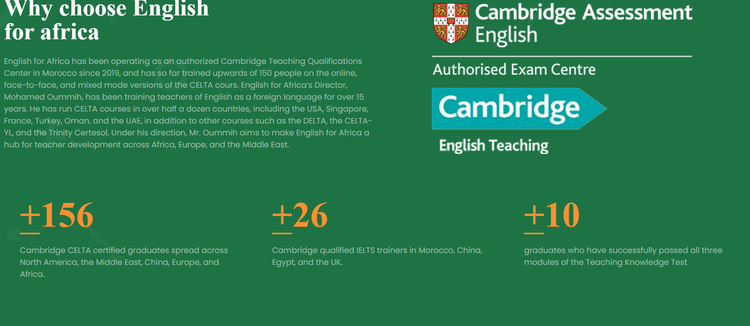 Why choose English
for africa
English for Africa has been operating as an authorized Cambridge Teaching Qualifications
Center in Morocco since 2019, and has so far trained upwards of 150 people on the online,
face-to-face, and mixed mode versions of the CELTA cours. English for Africa's Director,
Mohamed Oummih, has been training teachers of English as a foreign language for over 15
years. He has run CELTA courses in over half a dozen countries, including the USA, Singapore,
France, Turkey, Oman, and the UAE, in addition to other courses such as the DELTA, the CELTA-
YL, and the Trinity Certesol. Under his direction, Mr. Oummih aims to make English for Africa a
hub for teacher development across Africa, Europe, and the Middle East.
Cambridge Assessment
English
Authorised Exam Centre
Cambridge
English Teaching
+156
Cambridge CELTA certified graduates spread across
North America, the Middle East, China, Europe, and
Africa.
+26
Cambridge qualified IELTS trainers in Morocco, China,
Egypt, and the UK.
+10
graduates who have successfully passed all three
modules of the Teaching Knowledge Test